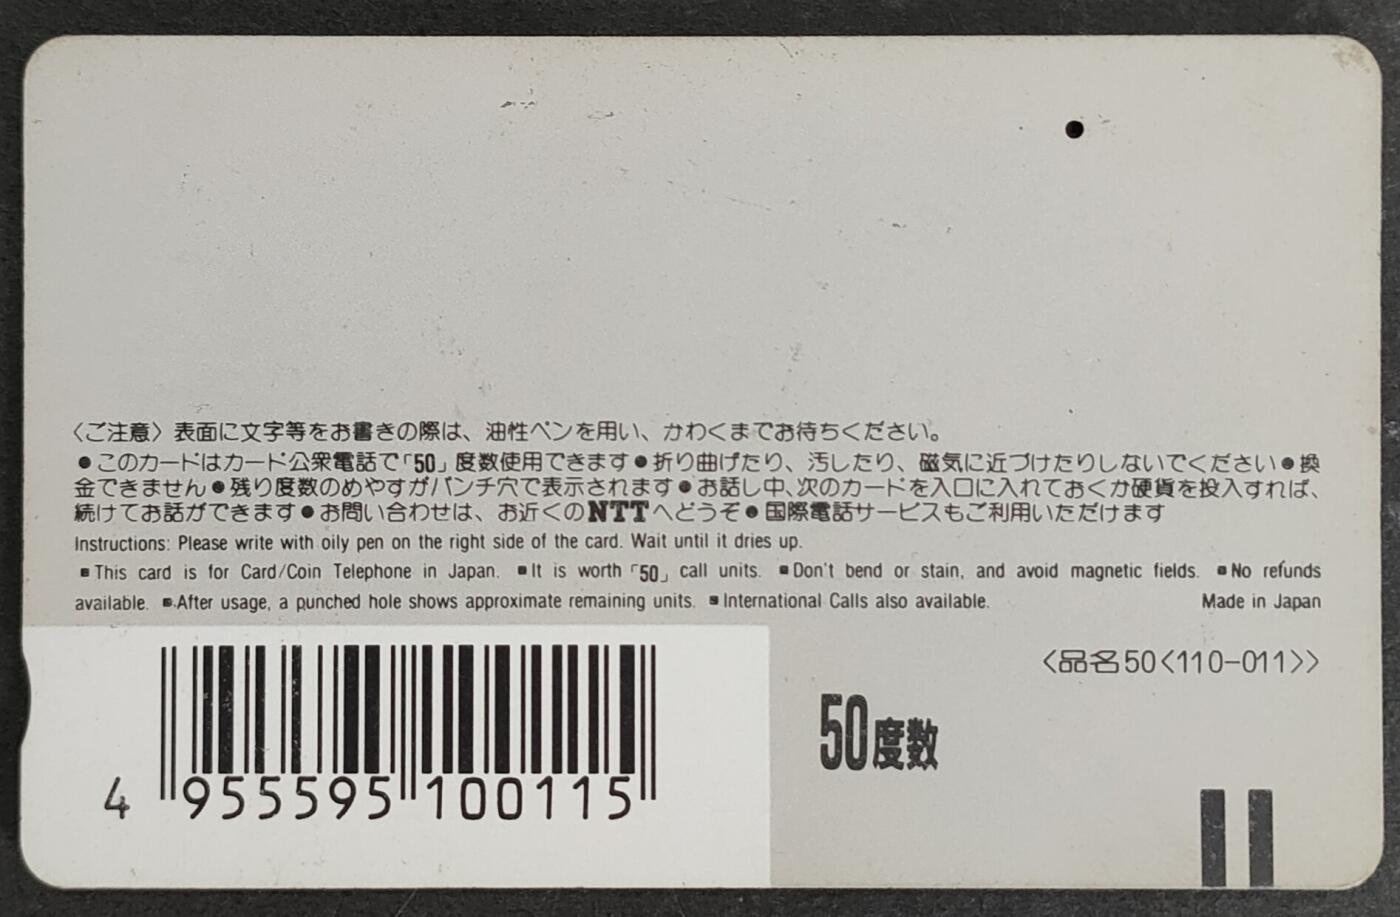 〈ご注意〉表面に文字等をお書きの際は、油性ペンを用い、かわくまでお待ちください。
●このカードはカード公衆電話で「50」度数使用できます●折り曲げたり、汚したり、磁気に近づけたりしないでください●換
金できません●残り度数のめやすがパンチ穴で表示されます●お話し中、次のカードを入口に入れておくか硬貨を投入すれば、
続けてお話ができます●お問い合わせは、お近くのNTTへどうぞ●国際電話サービスもご利用いただけます
Instructions: Please write with oily pen on the right side of the card. Wait until it dries up.
■This card is for Card/Coin Telephone in Japan. ■It is worth「50」call units. ■Don't bend or stain, and avoid magnetic fields. ■No refunds
available. ■After usage, a punched hole shows approximate remaining units. ■International Calls also available. Made in Japan
〈品名50〈110-011〉〉
50度数
4 955595 100115